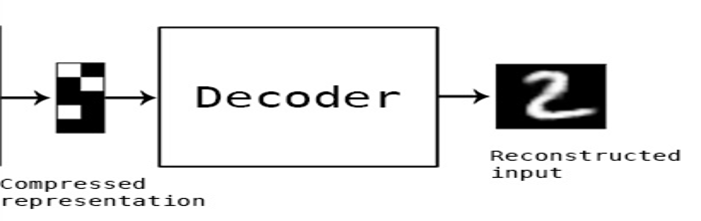 Decoder
Compressed
representation
Reconstructed
input